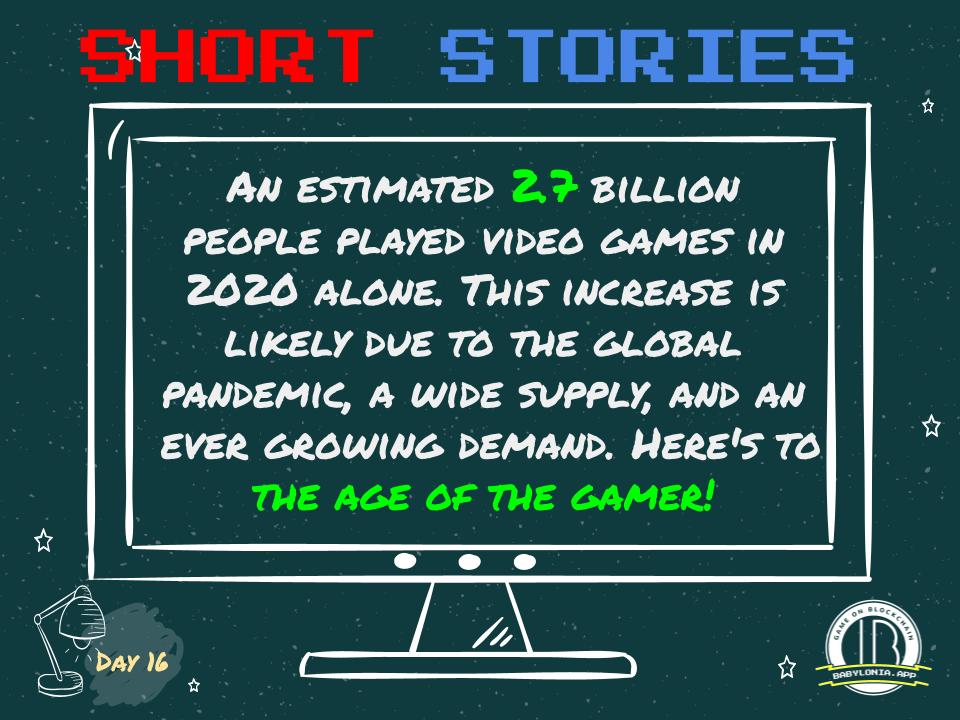 SHORT STORIES
AN ESTIMATED 2.7 BILLION
PEOPLE PLAYED VIDEO GAMES IN
2020 ALONE. THIS INCREASE IS
LIKELY DUE TO THE GLOBAL
PANDEMIC, A WIDE SUPPLY, AND AN
EVER GROWING DEMAND. HERE'S TO
THE AGE OF THE GAMER!
DAY 16
GAME ON BLOCKCHAIN
BABYLONIA.APP